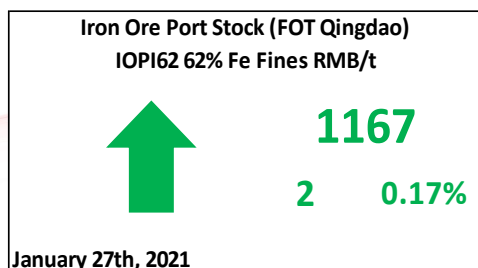 Iron Ore Port Stock (FOT Qingdao)
IOPI62 62% Fe Fines RMB/t
1167
2 0.17%
January 27th, 2021